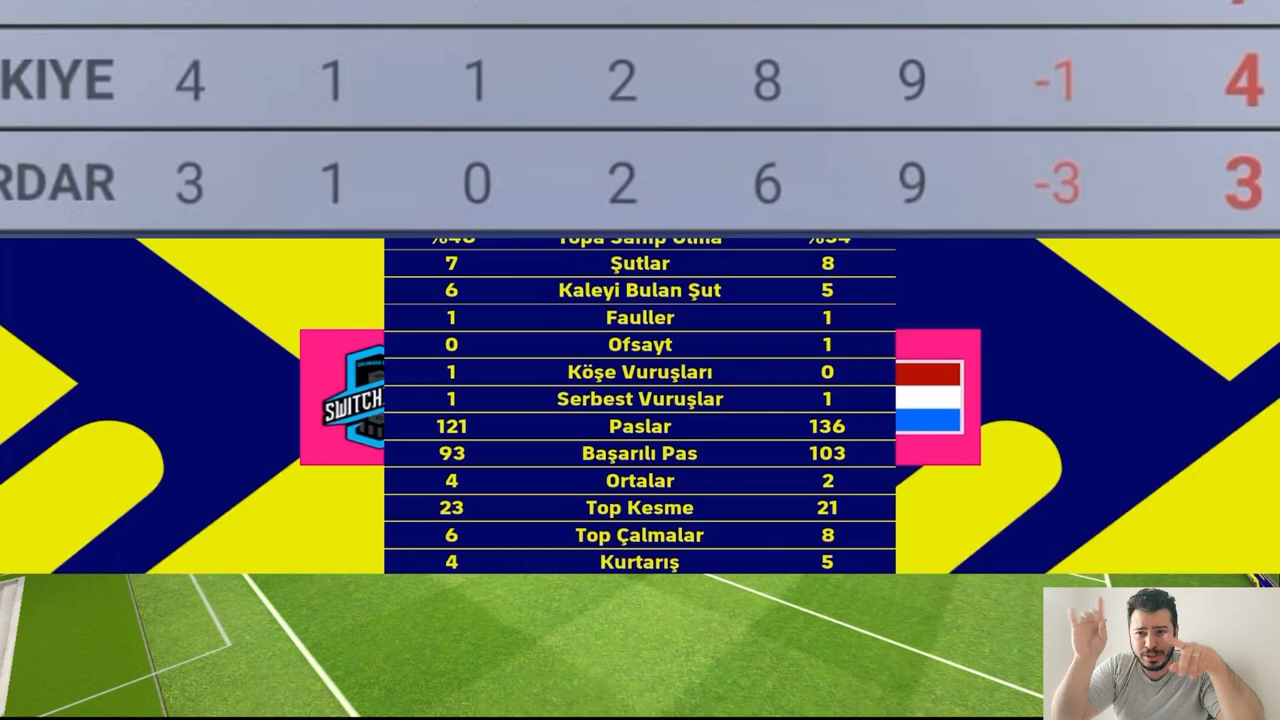 KIYE 4 1 1 2 8 9 -1 4
RDAR 3 1 0 2 6 9 -3 3
7 Şutlar 8
6 Kaleyi Bulan Şut 5
1 Fauller 1
0 Ofsayt 1
1 Köşe Vuruşları 0
1 Serbest Vuruşlar 1
121 Paslar 136
93 Başarılı Pas 103
4 Ortalar 2
23 Top Kesme 21
6 Top Çalmalar 8
4 Kurtarış 5
SWITCH